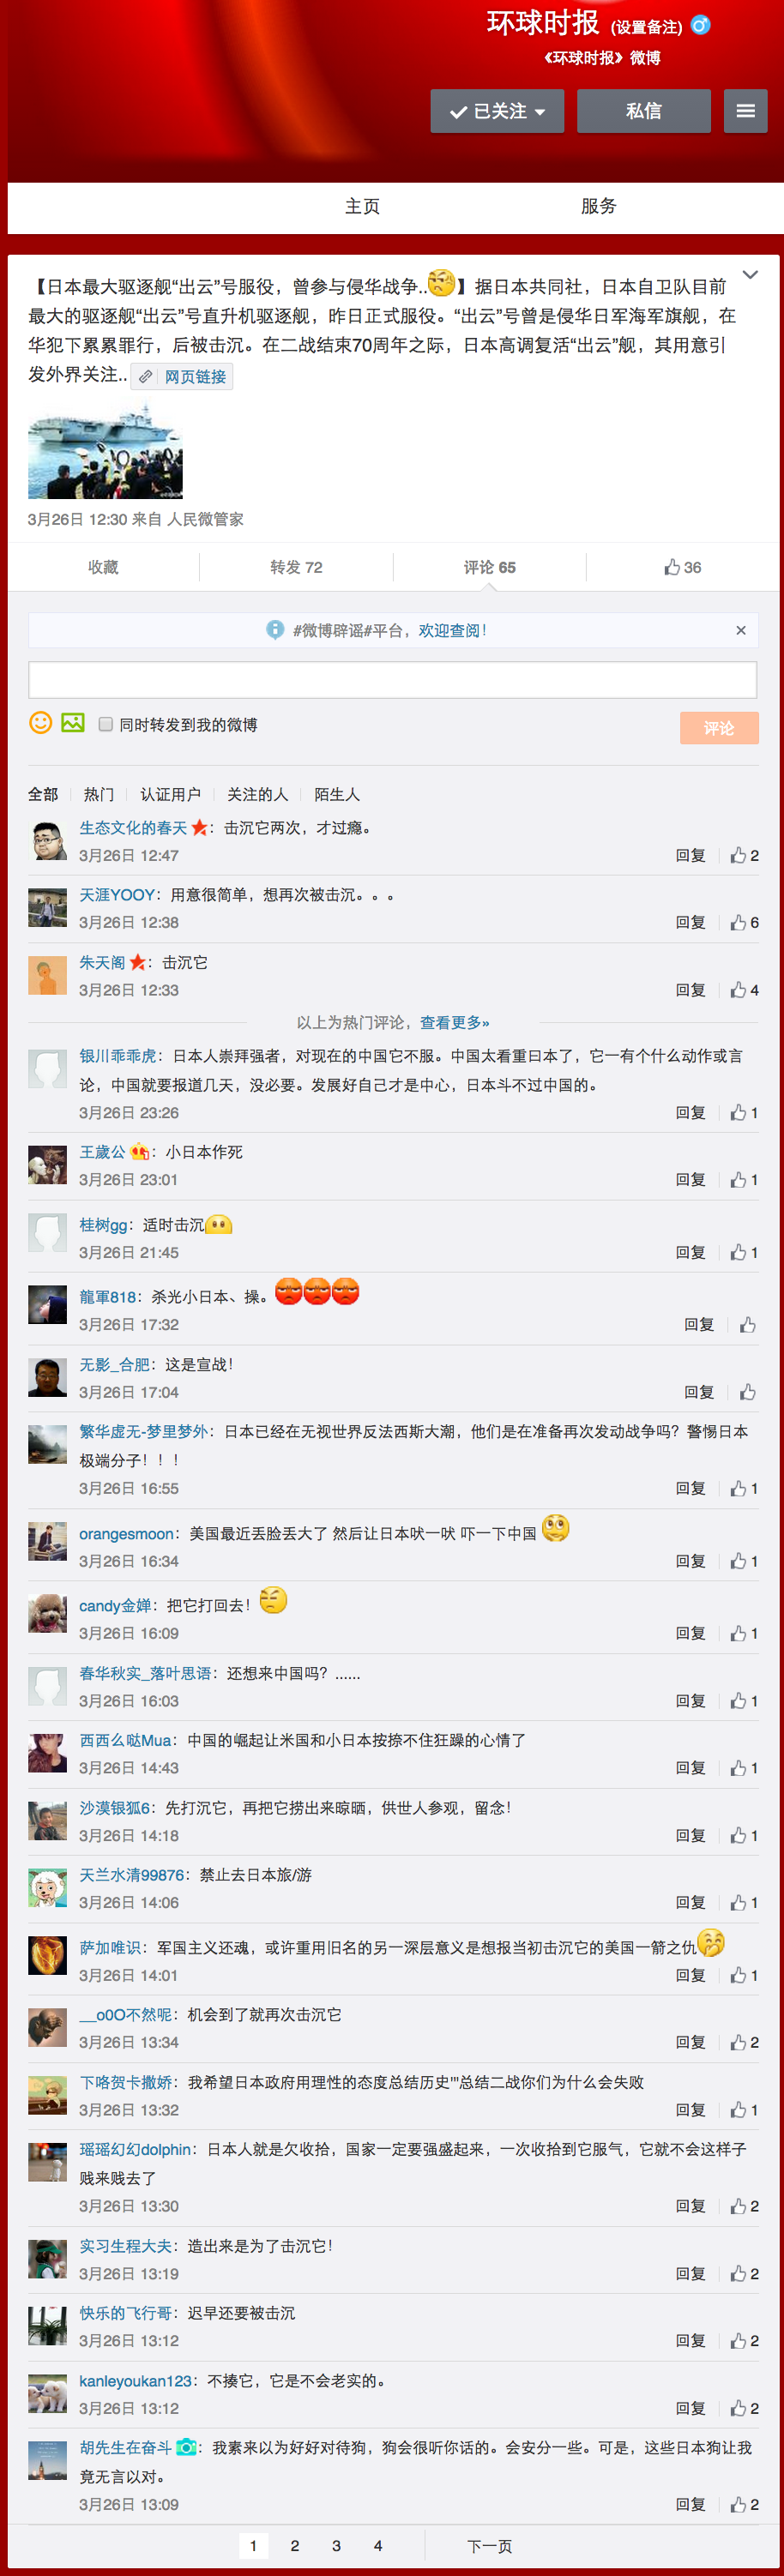 环球时报 (设置备注)
《环球时报》微博
已关注
私信
主页
服务
【日本最大驱逐舰“出云”号服役，曾参与侵华战争..】据日本共同社，日本自卫队目前
最大的驱逐舰“出云”号直升机驱逐舰，昨日正式服役。“出云”号曾是侵华日军海军旗舰，在
华犯下累累罪行，后被击沉。在二战结束70周年之际，日本高调复活“出云”舰，其用意引
发外界关注.. 网页链接
3月26日 12:30 来自 人民微管家
收藏
转发 72
评论 65
36
#微博辟谣#平台，欢迎查阅！
×
同时转发到我的微博
评论
全部
热门
认证用户
关注的人
陌生人
生态文化的春天：击沉它两次，才过瘾。
3月26日 12:47
回复
2
天涯YOOY：用意很简单，想再次被击沉。。。
3月26日 12:38
回复
6
朱天阁：击沉它
3月26日 12:33
回复
4
以上为热门评论，查看更多»
银川乖乖虎：日本人崇拜强者，对现在的中国它不服。中国太看重曰本了，它一有个什么动作或言
论，中国就要报道几天，没必要。发展好自己才是中心，日本斗不过中国的。
3月26日 23:26
回复
1
王歲公：小日本作死
3月26日 23:01
回复
1
桂树gg：适时击沉
3月26日 21:45
回复
1
龍軍818：杀光小日本、操。
3月26日 17:32
回复
无影_合肥：这是宣战！
3月26日 17:04
回复
繁华虚无-梦里梦外：日本已经在无视世界反法西斯大潮，他们是在准备再次发动战争吗？警惕日本
极端分子！！！
3月26日 16:55
回复
1
orangesmoon：美国最近丢脸丢大了 然后让日本吠一吠 吓一下中国
3月26日 16:34
回复
1
candy金婵：把它打回去！
3月26日 16:09
回复
1
春华秋实_落叶思语：还想来中国吗？......
3月26日 16:03
回复
1
西西么哒Mua：中国的崛起让米国和小日本按捺不住狂躁的心情了
3月26日 14:43
回复
1
沙漠银狐6：先打沉它，再把它捞出来晾晒，供世人参观，留念！
3月26日 14:18
回复
1
天兰水清99876：禁止去日本旅/游
3月26日 14:06
回复
1
萨加唯识：军国主义还魂，或许重用旧名的另一深层意义是想报当初击沉它的美国一箭之仇
3月26日 14:01
回复
1
__o0O不然呢：机会到了就再次击沉它
3月26日 13:34
回复
2
下咯贺卡撒娇：我希望日本政府用理性的态度总结历史'"总结二战你们为什么会失败
3月26日 13:32
回复
1
瑶瑶幻幻dolphin：日本人就是欠收拾，国家一定要强盛起来，一次收拾到它服气，它就不会这样子
贱来贱去了
3月26日 13:30
回复
2
实习生程大夫：造出来是为了击沉它！
3月26日 13:19
回复
2
快乐的飞行哥：迟早还要被击沉
3月26日 13:12
回复
2
kanleyoukan123：不揍它，它是不会老实的。
3月26日 13:12
回复
2
胡先生在奋斗：我素来以为好好对待狗，狗会很听你话的。会安分一些。可是，这些日本狗让我
竟无言以对。
3月26日 13:09
回复
2
1
2
3
4
下一页